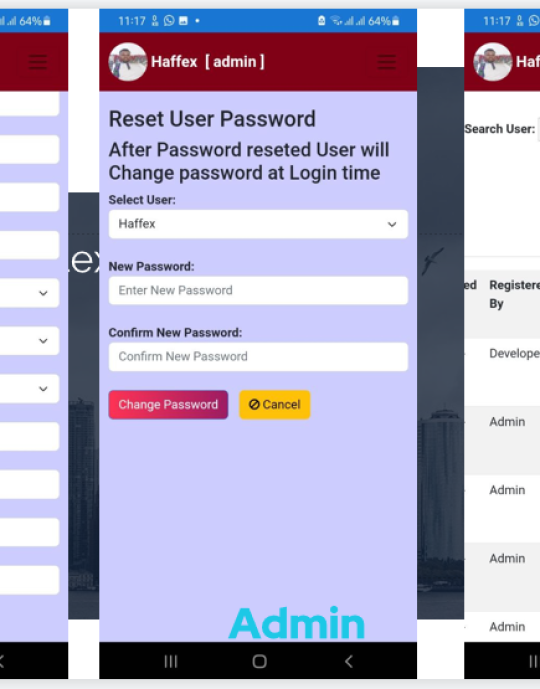 64%
11:17
64%
11:17
Haffex [ admin ]
Haf
Reset User Password
After Password reseted User will
Change password at Login time
Search User:
Select User:
Haffex
ex
New Password:
Enter New Password
ed Registere
By
Confirm New Password:
Confirm New Password
Develope
Change Password
Cancel
Admin
Admin
Admin
Admin
Admin